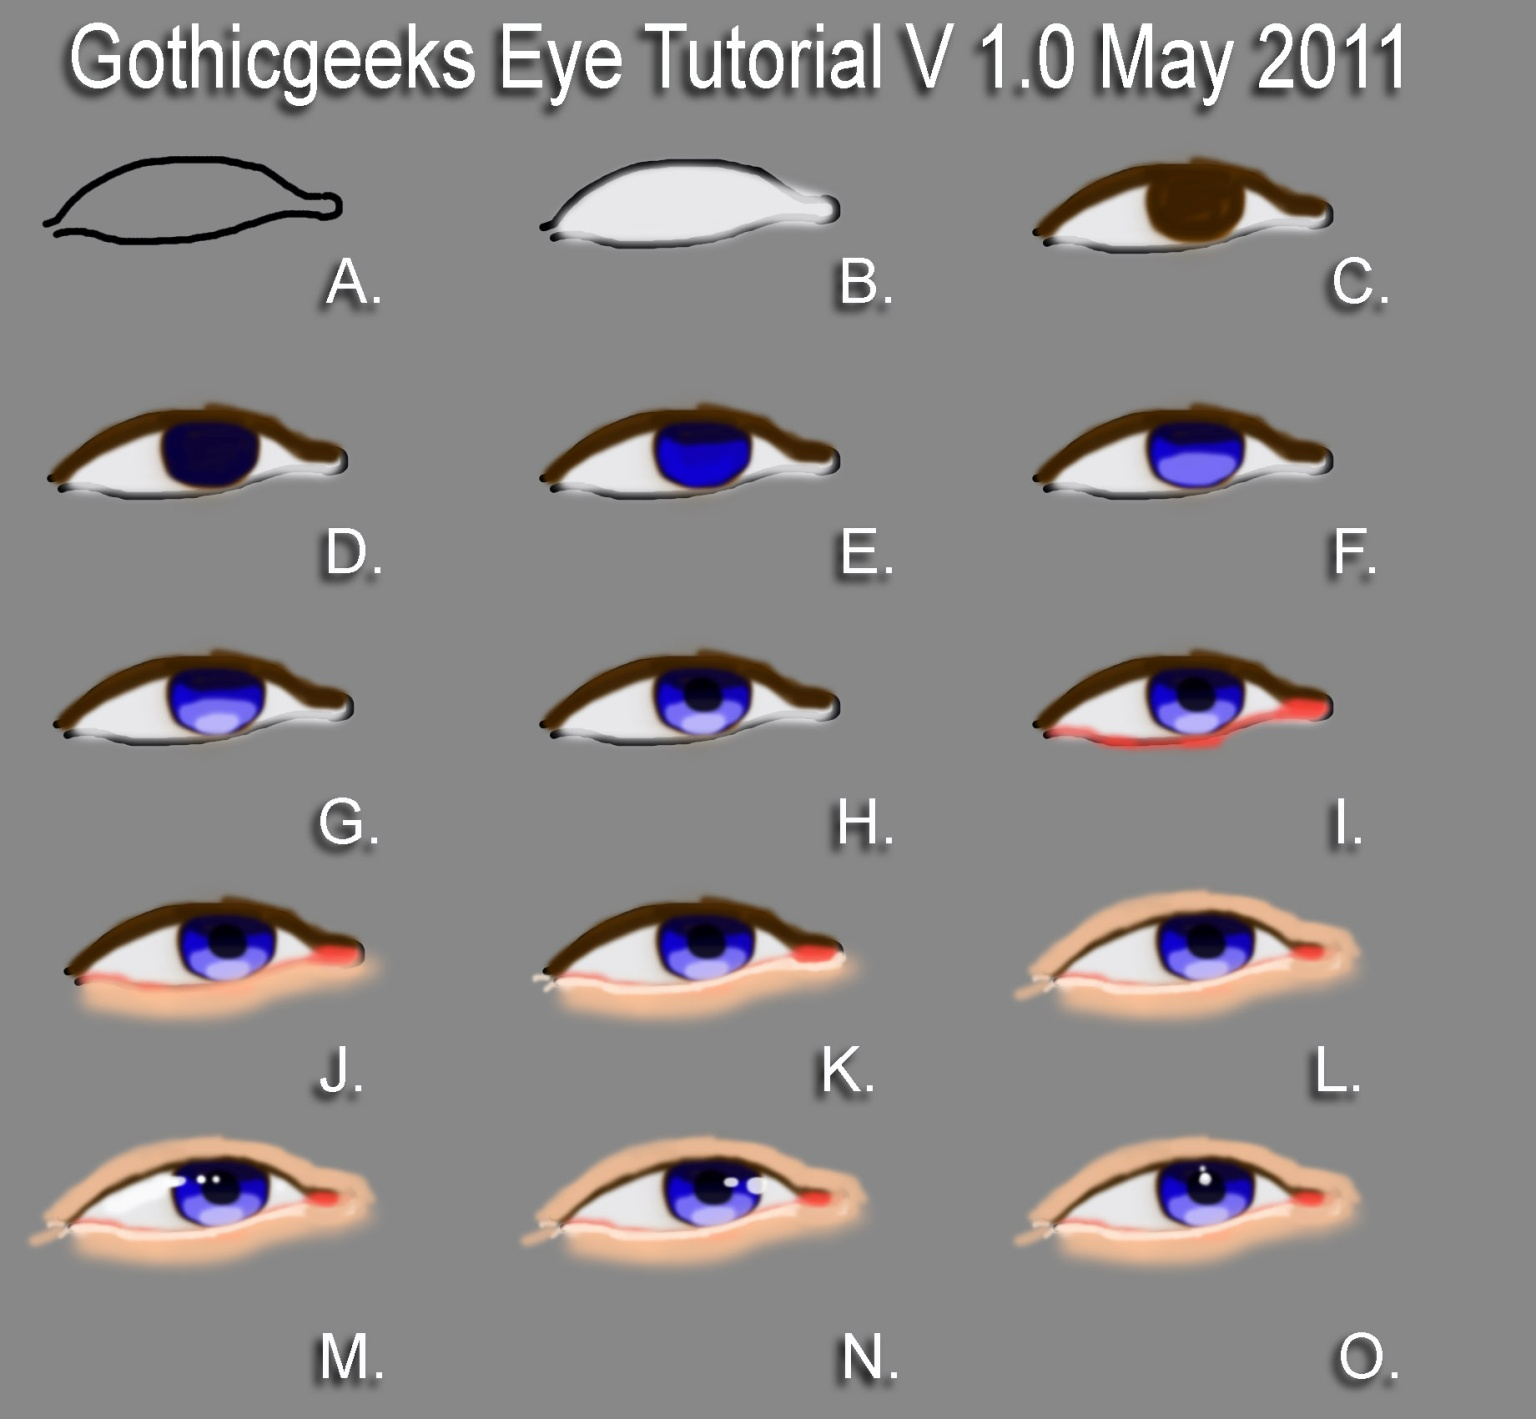 Gothicgeeks Eye Tutorial V 1.0 May 2011
A. B. C.
D. E. F.
G. H. I.
J. K. L.
M. N. O.